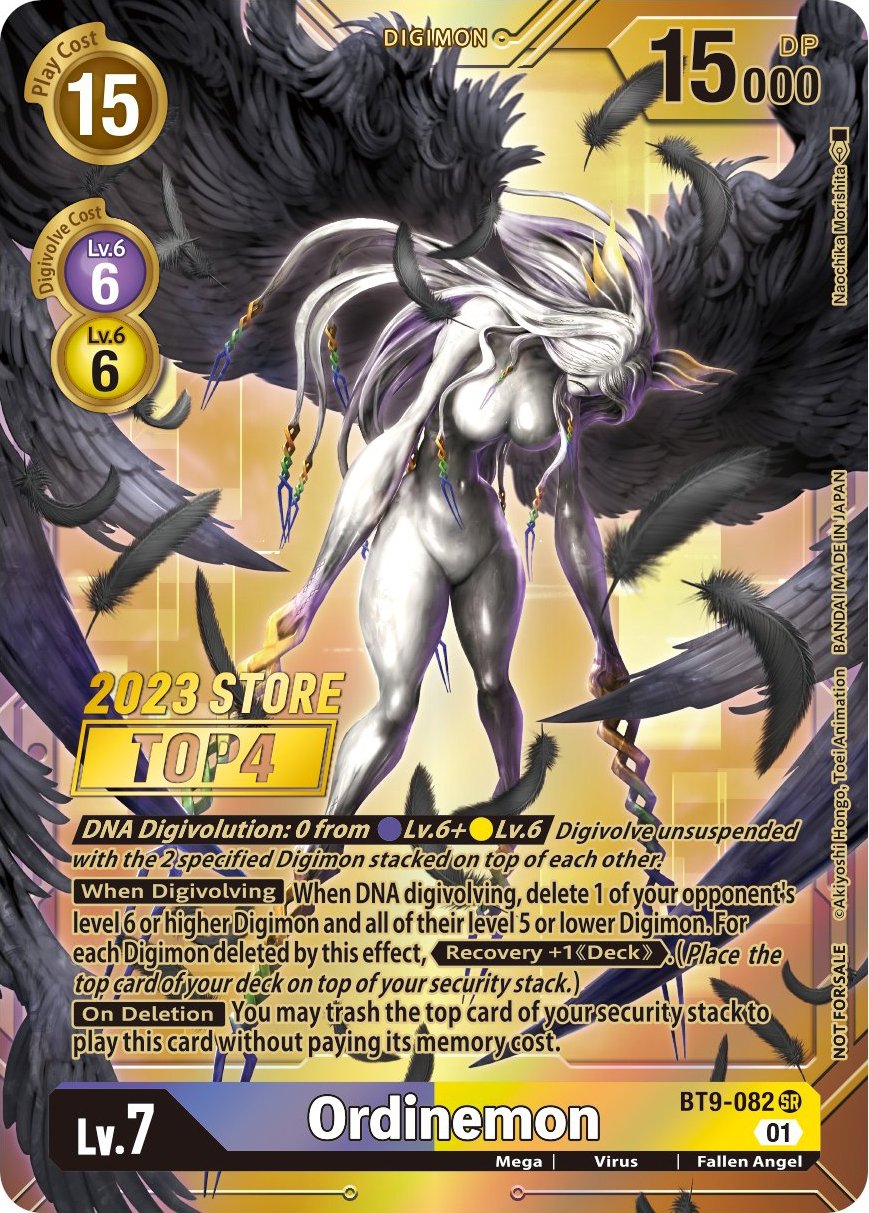 DIGIMON
Play Cost
15
15000
DP
Digivolve Cost
Lv.6
6
Lv.6
6
Naochika Morishita
2023 STORE
TOP4
DNA Digivolution: 0 from Lv.6+ Lv.6 Digivolve unsuspended
with the 2 specified Digimon stacked on top of each other.
When Digivolving When DNA digivolving, delete 1 of your opponent's
level 6 or higher Digimon and all of their level 5 or lower Digimon. For
each Digimon deleted by this effect, Recovery +1《Deck》. (Place the
top card of your deck on top of your security stack.)
On Deletion You may trash the top card of your security stack to
play this card without paying its memory cost.
NOT FOR SALE ©Akiyoshi Hongo, Toei Animation BANDAI MADE IN JAPAN
Lv.7
Ordinemon
BT9-082 SR
01
Mega | Virus | Fallen Angel